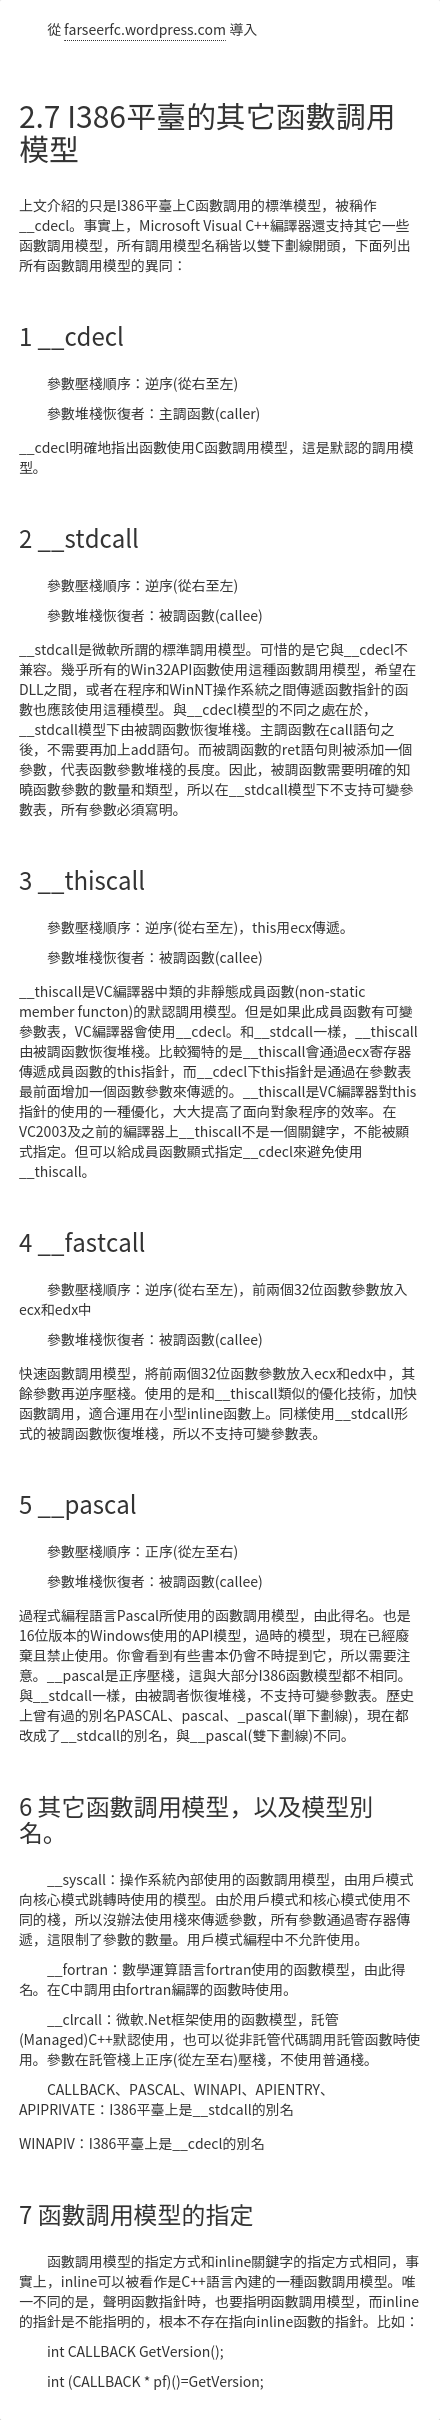 從 farseerfc.wordpress.com 導入
2.7 I386平臺的其它函數調用
模型
上文介紹的只是I386平臺上C函數調用的標準模型，被稱作
__cdecl。事實上，Microsoft Visual C++編譯器還支持其它一些
函數調用模型，所有調用模型名稱皆以雙下劃線開頭，下面列出
所有函數調用模型的異同：
1 __cdecl
參數壓棧順序：逆序(從右至左)
參數堆棧恢復者：主調函數(caller)
__cdecl明確地指出函數使用C函數調用模型，這是默認的調用模
型。
2 __stdcall
參數壓棧順序：逆序(從右至左)
參數堆棧恢復者：被調函數(callee)
__stdcall是微軟所謂的標準調用模型。可惜的是它與__cdecl不
兼容。幾乎所有的Win32API函數使用這種函數調用模型，希望在
DLL之間，或者在程序和WinNT操作系統之間傳遞函數指針的函
數也應該使用這種模型。與__cdecl模型的不同之處在於，
__stdcall模型下由被調函數恢復堆棧。主調函數在call語句之
後，不需要再加上add語句。而被調函數的ret語句則被添加一個
參數，代表函數參數堆棧的長度。因此，被調函數需要明確的知
曉函數參數的數量和類型，所以在__stdcall模型下不支持可變參
數表，所有參數必須寫明。
3 __thiscall
參數壓棧順序：逆序(從右至左)，this用ecx傳遞。
參數堆棧恢復者：被調函數(callee)
__thiscall是VC編譯器中類的非靜態成員函數(non-static
member functon)的默認調用模型。但是如果此成員函數有可變
參數表，VC編譯器會使用__cdecl。和__stdcall一樣，__thiscall
由被調函數恢復堆棧。比較獨特的是__thiscall會通過ecx寄存器
傳遞成員函數的this指針，而__cdecl下this指針是通過在參數表
最前面增加一個函數參數來傳遞的。__thiscall是VC編譯器對this
指針的使用的一種優化，大大提高了面向對象程序的效率。在
VC2003及之前的編譯器上__thiscall不是一個關鍵字，不能被顯
式指定。但可以給成員函數顯式指定__cdecl來避免使用
__thiscall。
4 __fastcall
參數壓棧順序：逆序(從右至左)，前兩個32位函數參數放入
ecx和edx中
參數堆棧恢復者：被調函數(callee)
快速函數調用模型，將前兩個32位函數參數放入ecx和edx中，其
餘參數再逆序壓棧。使用的是和__thiscall類似的優化技術，加快
函數調用，適合運用在小型inline函數上。同樣使用__stdcall形
式的被調函數恢復堆棧，所以不支持可變參數表。
5 __pascal
參數壓棧順序：正序(從左至右)
參數堆棧恢復者：被調函數(callee)
過程式編程語言Pascal所使用的函數調用模型，由此得名。也是
16位版本的Windows使用的API模型，過時的模型，現在已經廢
棄且禁止使用。你會看到有些書本仍會不時提到它，所以需要注
意。__pascal是正序壓棧，這與大部分I386函數模型都不相同。
與__stdcall一樣，由被調者恢復堆棧，不支持可變參數表。歷史
上曾有過的別名PASCAL、pascal、_pascal(單下劃線)，現在都
改成了__stdcall的別名，與__pascal(雙下劃線)不同。
6 其它函數調用模型，以及模型別
名。
__syscall：操作系統內部使用的函數調用模型，由用戶模式
向核心模式跳轉時使用的模型。由於用戶模式和核心模式使用不
同的棧，所以沒辦法使用棧來傳遞參數，所有參數通過寄存器傳
遞，這限制了參數的數量。用戶模式編程中不允許使用。
__fortran：數學運算語言fortran使用的函數模型，由此得
名。在C中調用由fortran編譯的函數時使用。
__clrcall：微軟.Net框架使用的函數模型，託管
(Managed)C++默認使用，也可以從非託管代碼調用託管函數時使
用。參數在託管棧上正序(從左至右)壓棧，不使用普通棧。
CALLBACK、PASCAL、WINAPI、APIENTRY、
APIPRIVATE：I386平臺上是__stdcall的別名
WINAPIV：I386平臺上是__cdecl的別名
7 函數調用模型的指定
函數調用模型的指定方式和inline關鍵字的指定方式相同，事
實上，inline可以被看作是C++語言內建的一種函數調用模型。唯
一不同的是，聲明函數指針時，也要指明函數調用模型，而inline
的指針是不能指明的，根本不存在指向inline函數的指針。比如：
int CALLBACK GetVersion();
int (CALLBACK * pf)()=GetVersion;